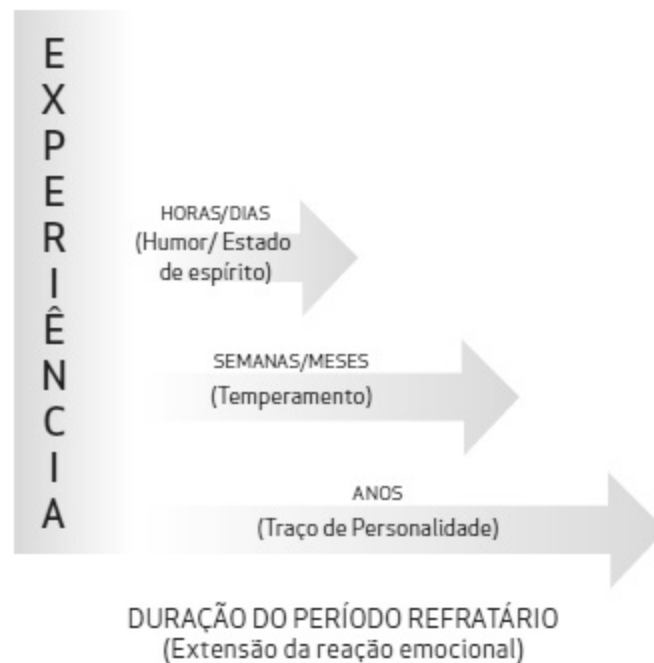 EXPERIÊNCIA
HORAS/DIAS
(Humor/ Estado
de espírito)
SEMANAS/MESES
(Temperamento)
ANOS
(Traço de Personalidade)
DURAÇÃO DO PERÍODO REFRATÁRIO
(Extensão da reação emocional)